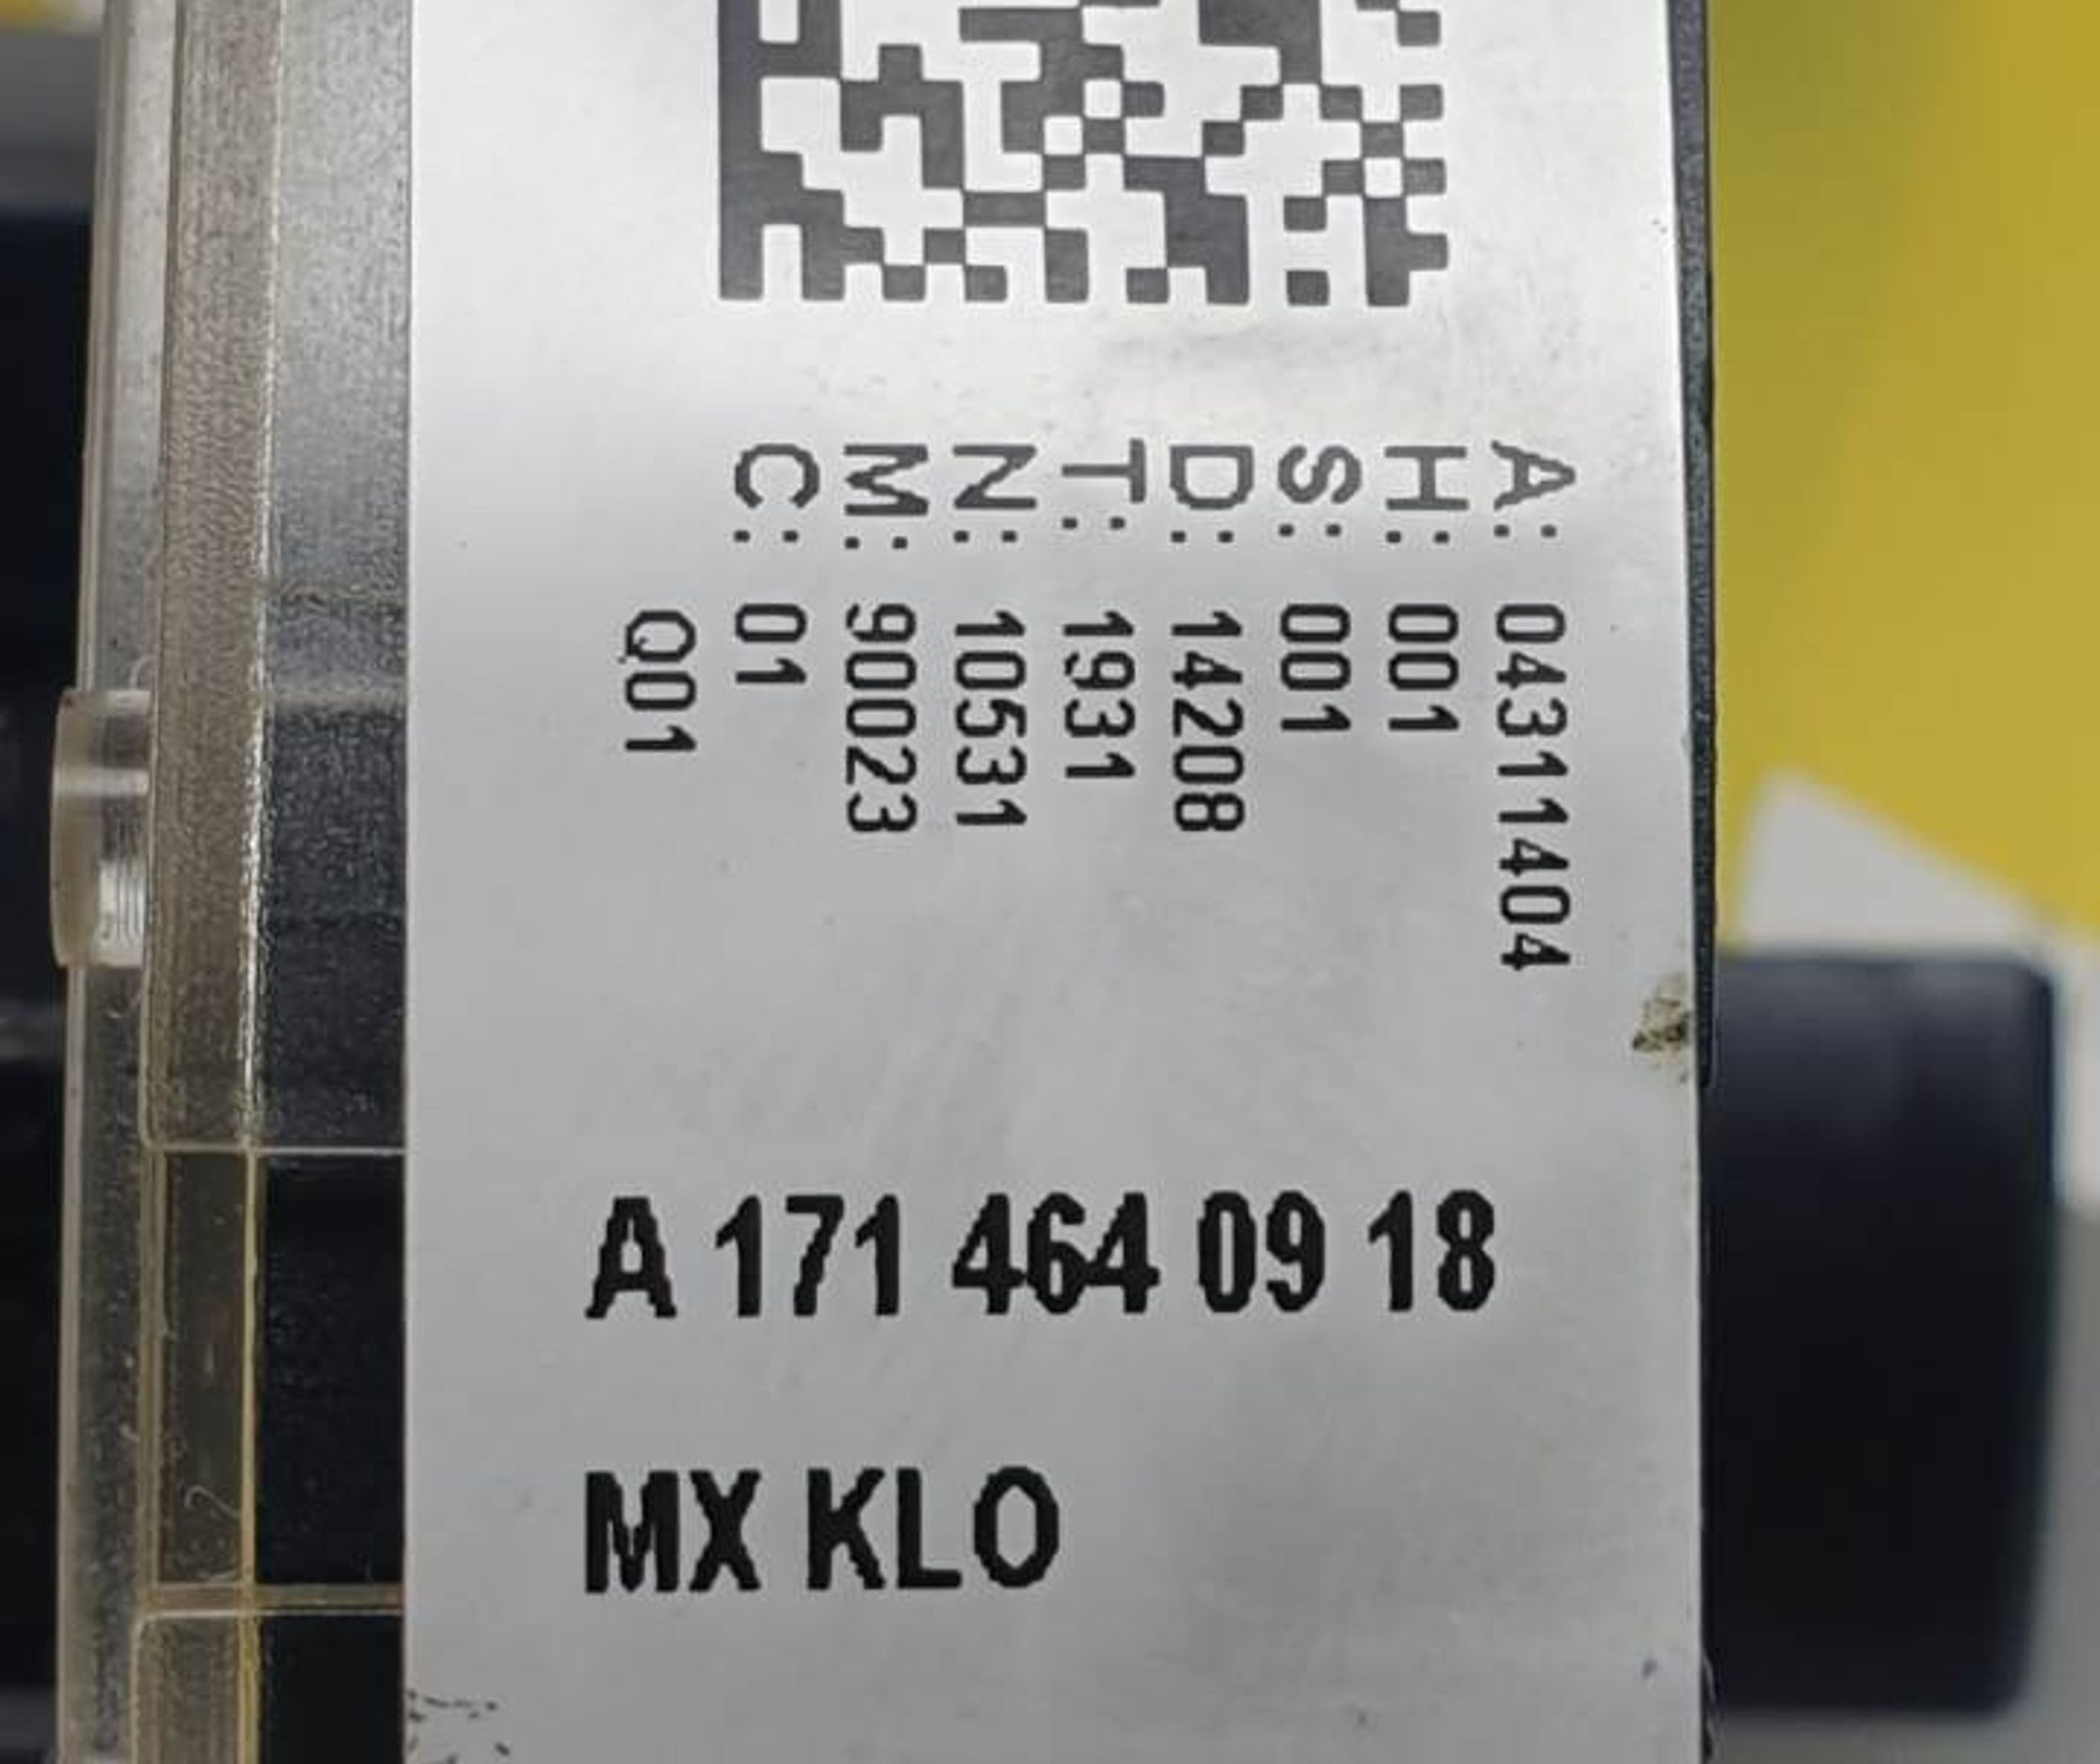 A: 04311404
H: 001
S: 001
D: 14208
T: 1931
N: 10531
M: 90023
C: 01
Q01
A 171 464 09 18
MX KLO